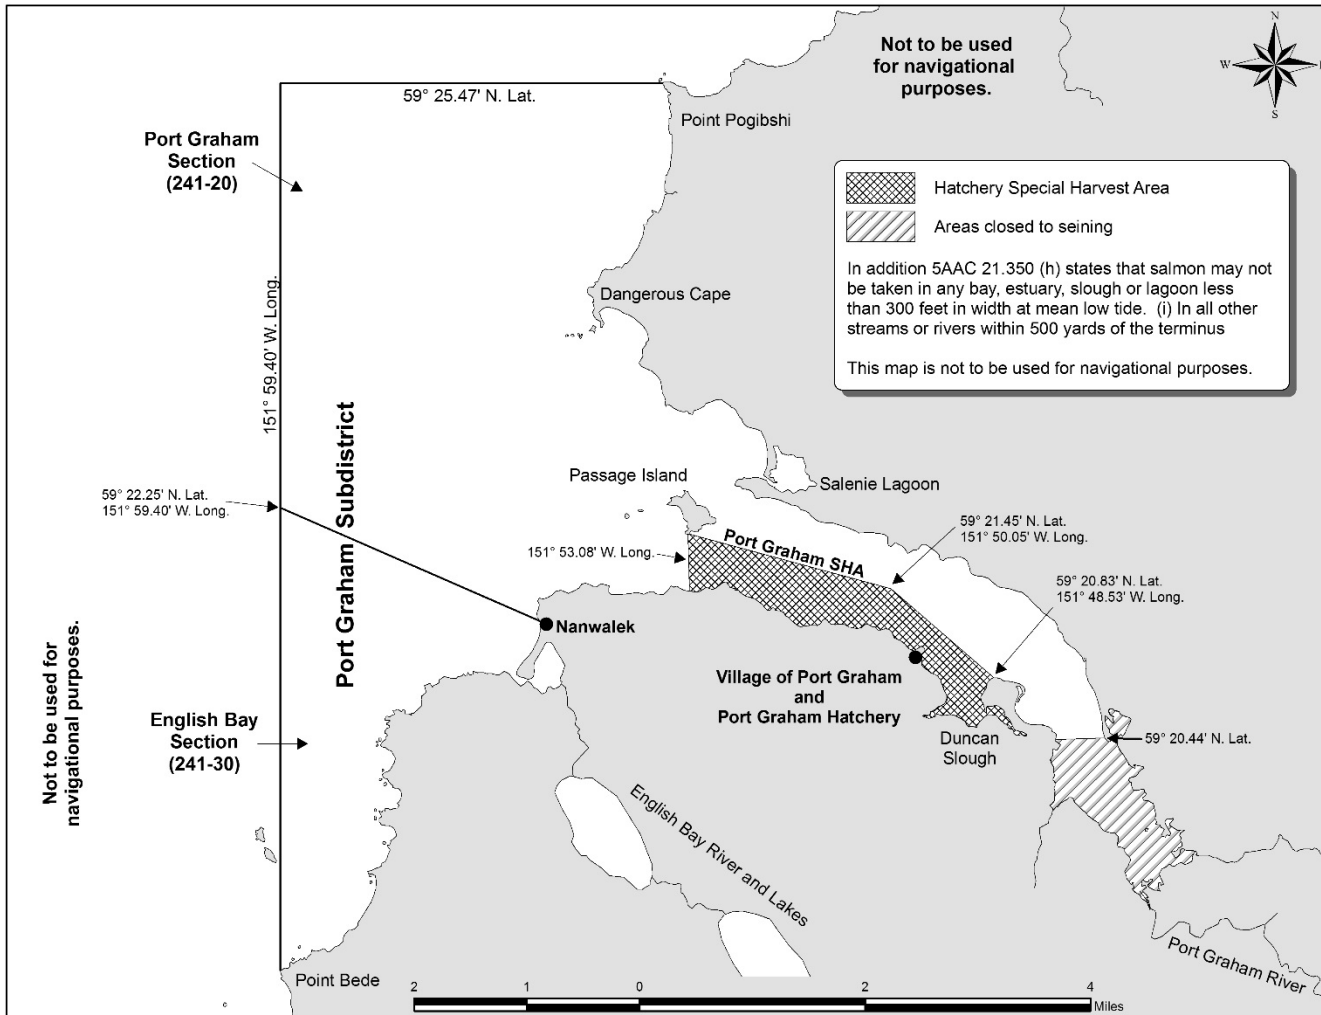 Not to be used
for navigational
purposes.
N
W
S
59° 25.47' N. Lat.
Point Pogibshi
Port Graham
Section
(241-20)
Hatchery Special Harvest Area
Areas closed to seining
In addition 5AAC 21.350 (h) states that salmon may not
be taken in any bay, estuary, slough or lagoon less
than 300 feet in width at mean low tide. (i) In all other
streams or rivers within 500 yards of the terminus
This map is not to be used for navigational purposes.
151° 59.40' W. Long.
Dangerous Cape
Port Graham Subdistrict
Passage Island
Salenie Lagoon
59° 22.25' N. Lat.
151° 59.40' W. Long.
59° 21.45' N. Lat.
151° 50.05' W. Long.
Port Graham SHA
151° 53.08' W. Long.
59° 20.83' N. Lat.
151° 48.53' W. Long.
Nanwalek
Not to be used for
navigational purposes.
Village of Port Graham
and
Port Graham Hatchery
English Bay
Section
(241-30)
Duncan
Slough
59° 20.44' N. Lat.
English Bay River and Lakes
Port Graham River
Point Bede
2 1 0 2 4
Miles